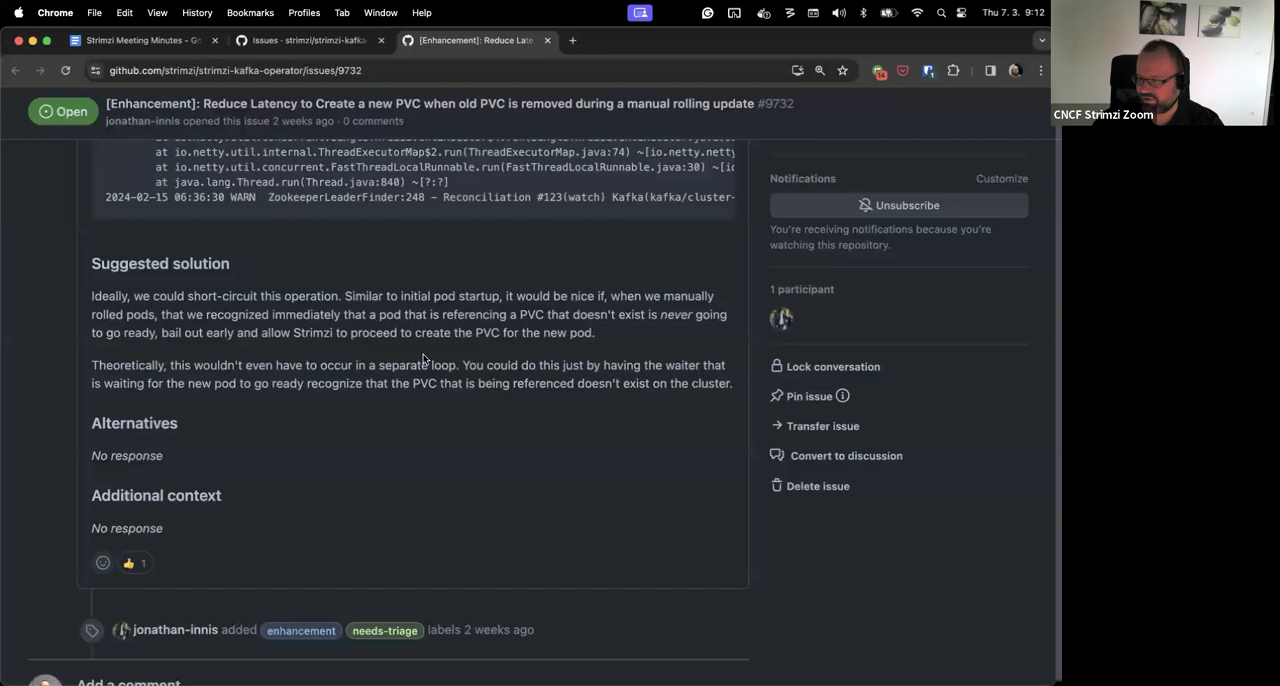 Chrome File Edit View History Bookmarks Profiles Tab Window Help
Thu 7. 3. 9:12
Strimzi Meeting Minutes - Go
Issues · strimzi/strimzi-kafka
[Enhancement]: Reduce Late
github.com/strimzi/strimzi-kafka-operator/issues/9732
14
CNCF Strimzi Zoom
Open
[Enhancement]: Reduce Latency to Create a new PVC when old PVC is removed during a manual rolling update #9732
jonathan-innis opened this issue 2 weeks ago · 0 comments
at io.netty.util.internal.ThreadExecutorMap$2.run(ThreadExecutorMap.java:74) ~[io.netty.netty
at io.netty.util.concurrent.FastThreadLocalRunnable.run(FastThreadLocalRunnable.java:30) ~[io
at java.lang.Thread.run(Thread.java:840) ~[?:?]
2024-02-15 06:36:30 WARN ZookeeperLeaderFinder:248 - Reconciliation #123(watch) Kafka(kafka/cluster-
Suggested solution
Ideally, we could short-circuit this operation. Similar to initial pod startup, it would be nice if, when we manually
rolled pods, that we recognized immediately that a pod that is referencing a PVC that doesn't exist is never going
to go ready, bail out early and allow Strimzi to proceed to create the PVC for the new pod.
Theoretically, this wouldn't even have to occur in a separate loop. You could do this just by having the waiter that
is waiting for the new pod to go ready recognize that the PVC that is being referenced doesn't exist on the cluster.
Alternatives
No response
Additional context
No response
1
jonathan-innis added enhancement needs-triage labels 2 weeks ago
Add a comment
Notifications Customize
Unsubscribe
You're receiving notifications because you're
watching this repository.
1 participant
Lock conversation
Pin issue
Transfer issue
Convert to discussion
Delete issue